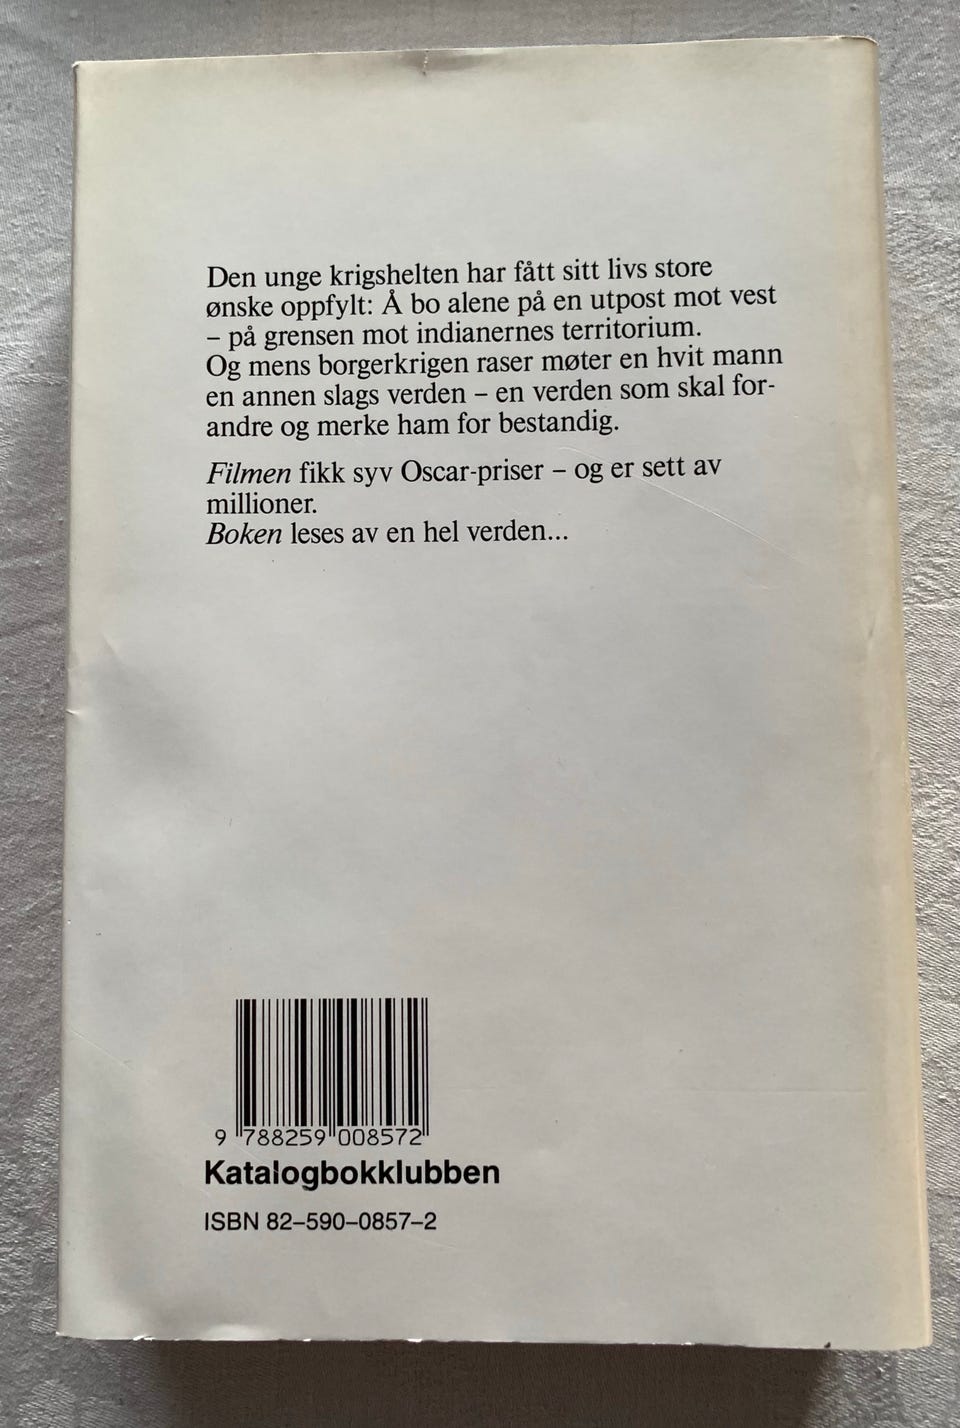 Den unge krigshelten har fått sitt livs store
ønske oppfylt: Å bo alene på en utpost mot vest
– på grensen mot indianernes territorium.
Og mens borgerkrigen raser møter en hvit mann
en annen slags verden – en verden som skal for-
andre og merke ham for bestandig.
Filmen fikk syv Oscar-priser – og er sett av
millioner.
Boken leses av en hel verden...
9 788259 008572
Katalogbokklubben
ISBN 82–590–0857–2